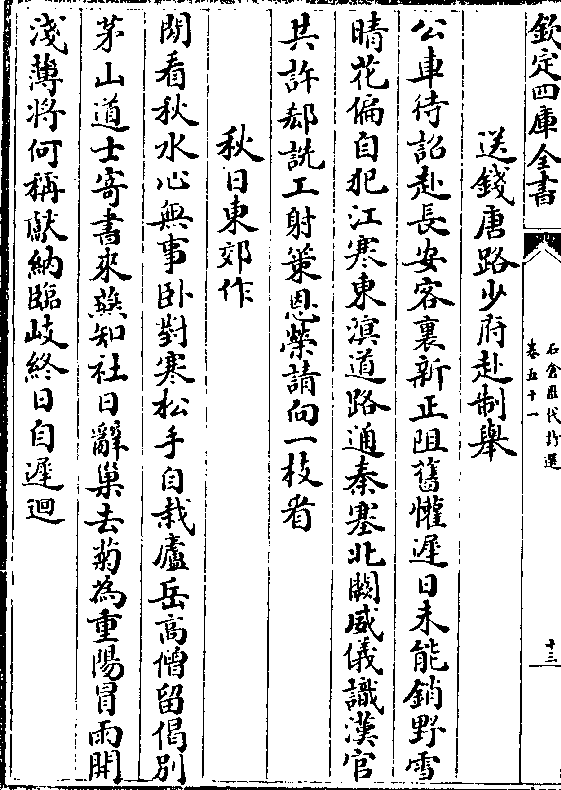 欽定四庫全書
石倉歷代詩選
卷五十一
十三
送錢唐路少府赴制舉
公車待詔赴長安客裏新正阻舊懽遲日未能銷野雪
晴花偏自犯江寒東溟道路通秦塞北闕威儀識漢官
共許郄詵工射策恩榮請向一枝看
秋日東郊作
閒看秋水心無事卧對寒松手自栽廬岳高僧留偈别
茅山道士寄書來燕知社日辭巢去菊為重陽冒雨開
淺薄將何稱獻納臨岐終日自遲迴